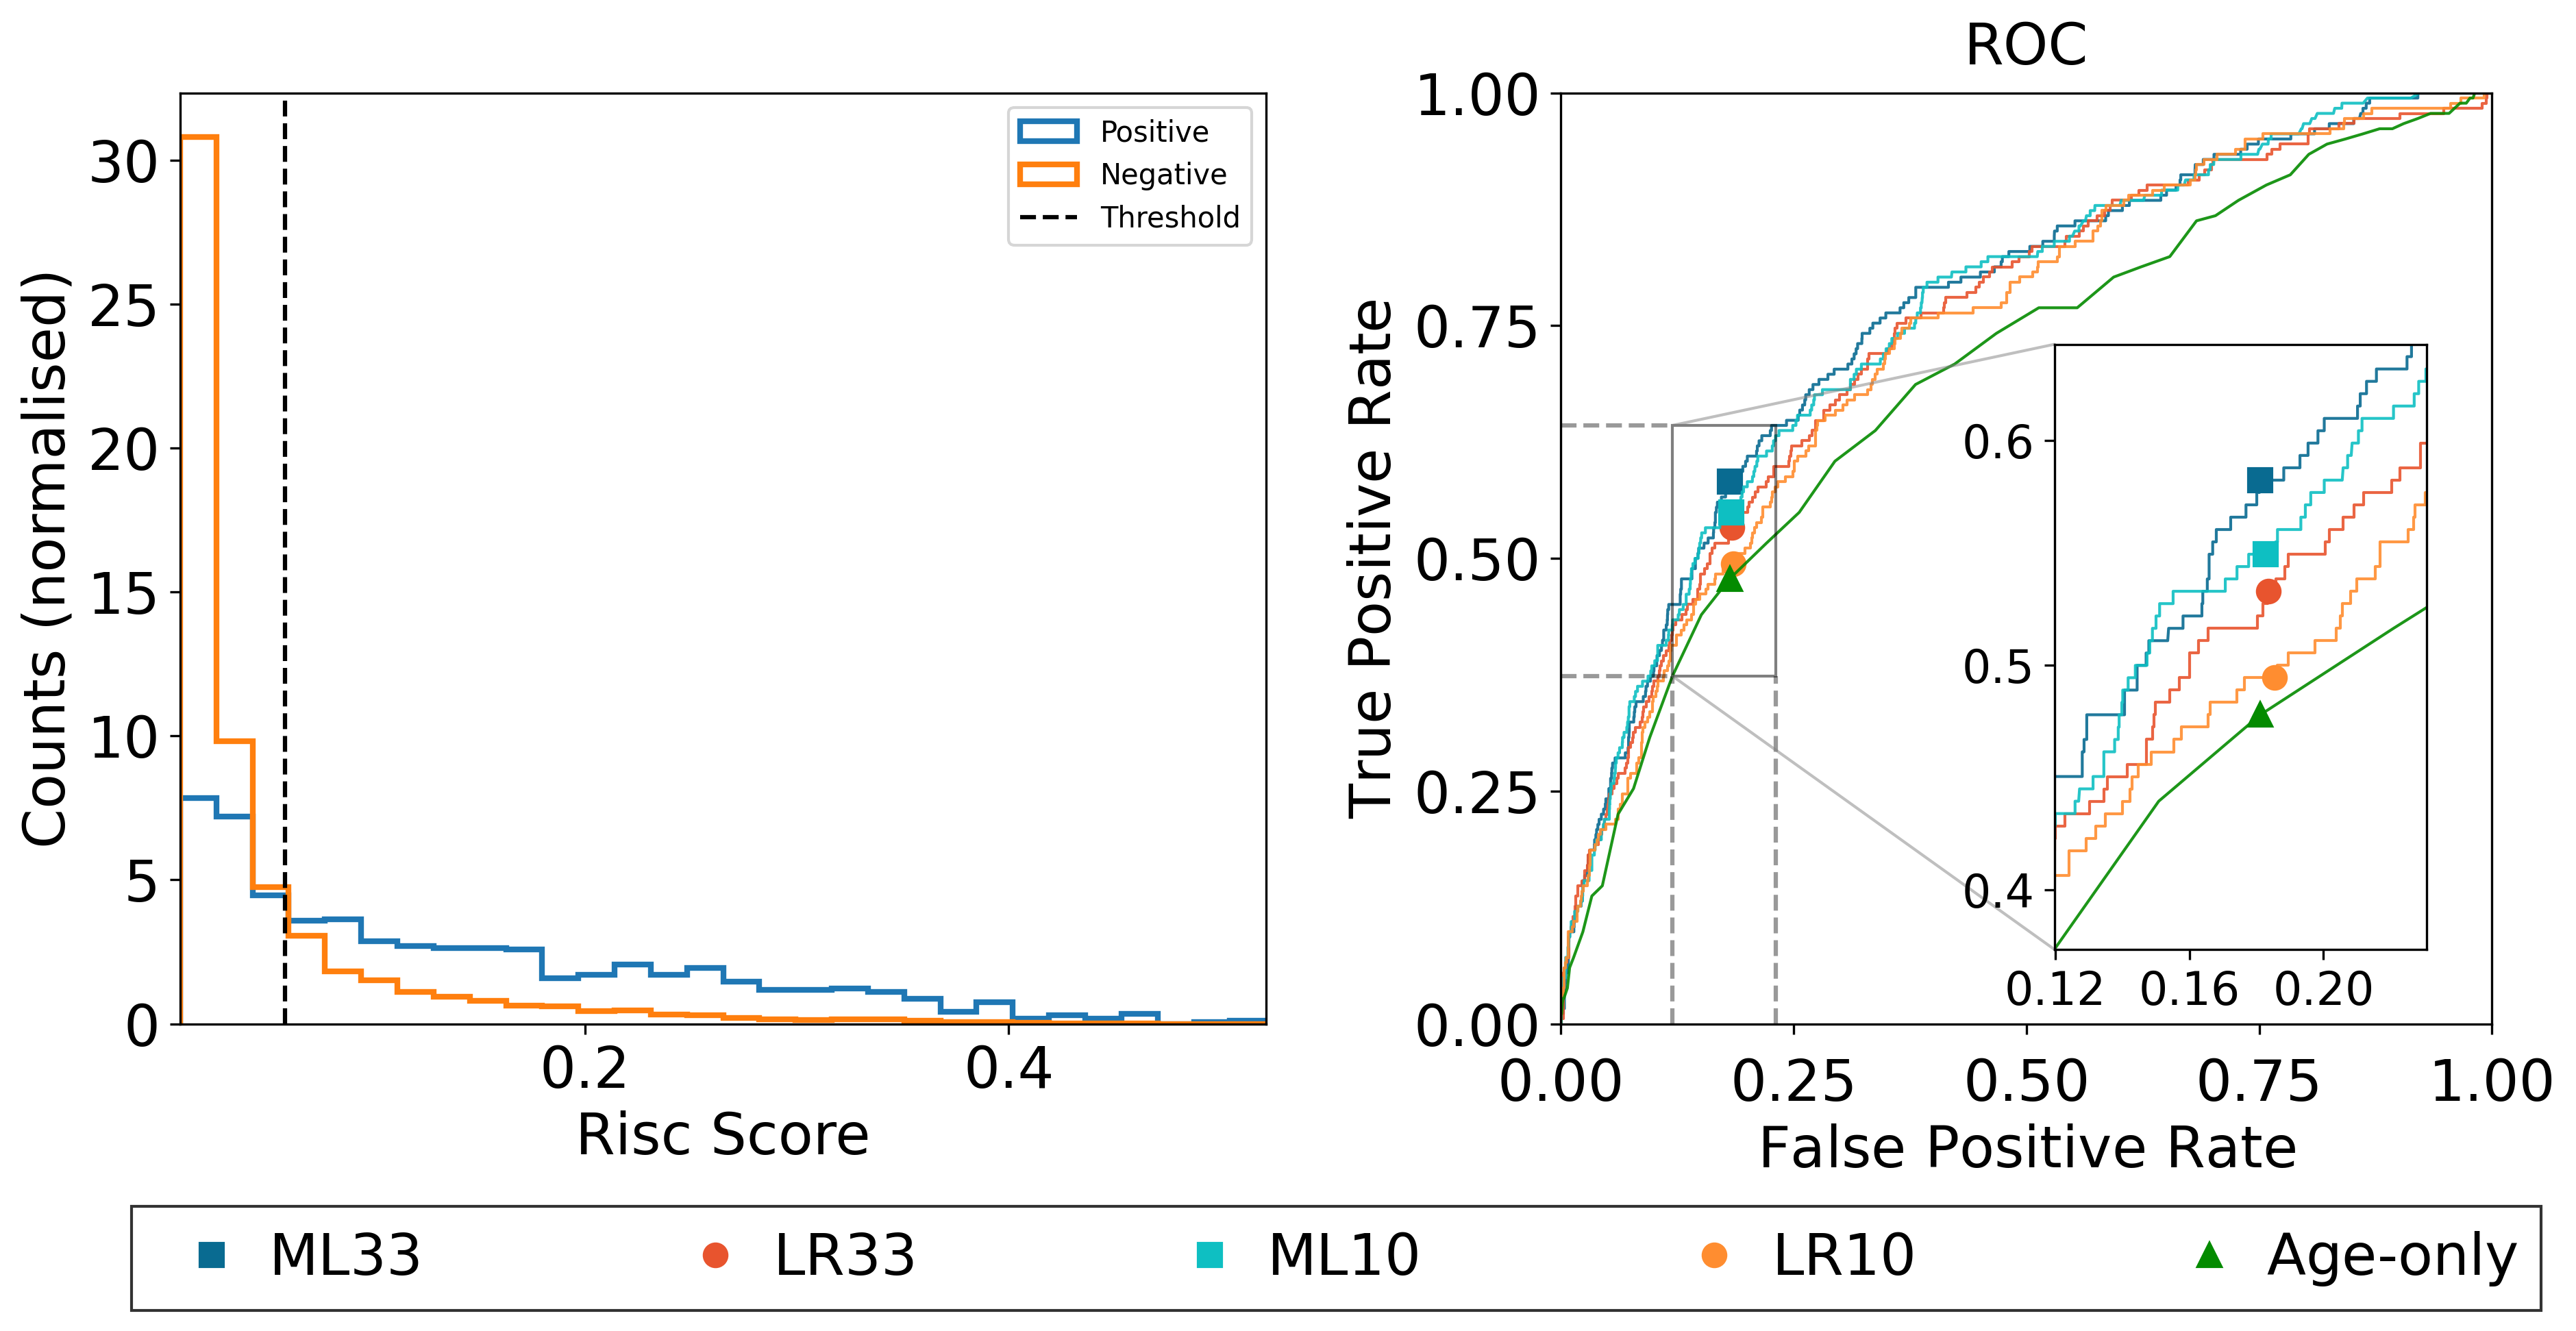 ROC
Counts (normalised)
30
25
20
15
10
5
0
0.2
0.4
Risc Score
Positive
Negative
Threshold
True Positive Rate
1.00
0.75
0.50
0.25
0.00
0.00
0.25
0.50
0.75
1.00
False Positive Rate
0.6
0.5
0.4
0.12
0.16
0.20
ML33
LR33
ML10
LR10
Age-only